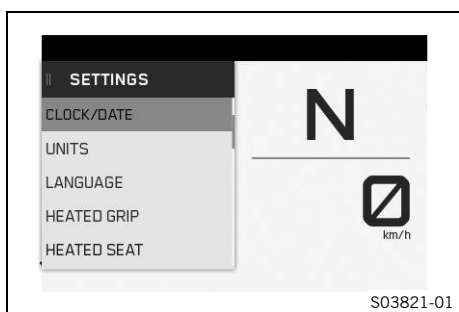 SETTINGS
CLOCK/DATE
UNITS
LANGUAGE
HEATED GRIP
HEATED SEAT
N
0
km/h
S03821-01